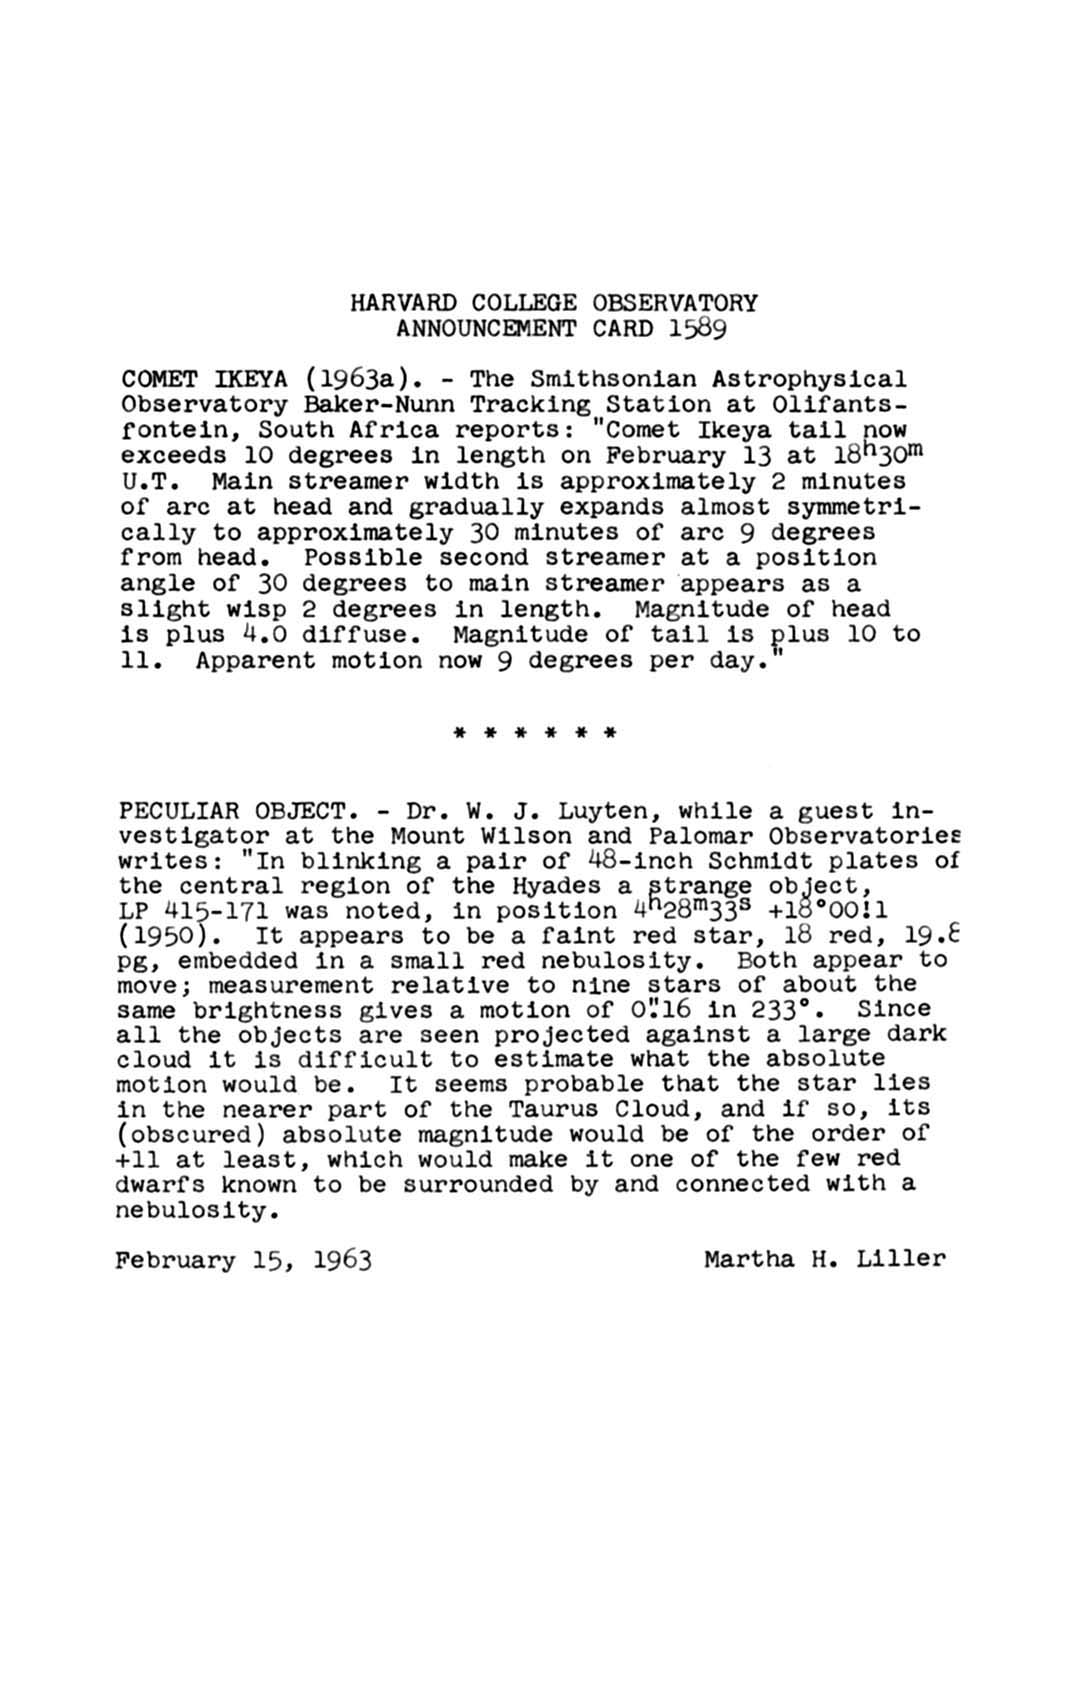 HARVARD COLLEGE OBSERVATORY
ANNOUNCEMENT CARD 1589
COMET IKEYA (1963a). - The Smithsonian Astrophysical
Observatory Baker-Nunn Tracking Station at Olifants-
fontein, South Africa reports: "Comet Ikeya tail now
exceeds 10 degrees in length on February 13 at 18ʰ30ᵐ
U.T. Main streamer width is approximately 2 minutes
of arc at head and gradually expands almost symmetri-
cally to approximately 30 minutes of arc 9 degrees
from head. Possible second streamer at a position
angle of 30 degrees to main streamer appears as a
slight wisp 2 degrees in length. Magnitude of head
is plus 4.0 diffuse. Magnitude of tail is plus 10 to
11. Apparent motion now 9 degrees per day."
* * * * * *
PECULIAR OBJECT. - Dr. W. J. Luyten, while a guest in-
vestigator at the Mount Wilson and Palomar Observatories
writes: "In blinking a pair of 48-inch Schmidt plates of
the central region of the Hyades a strange object,
LP 415-171 was noted, in position 4ʰ28ᵐ33ˢ +18°00!1
(1950). It appears to be a faint red star, 18 red, 19.8
pg, embedded in a small red nebulosity. Both appear to
move; measurement relative to nine stars of about the
same brightness gives a motion of 0".16 in 233°. Since
all the objects are seen projected against a large dark
cloud it is difficult to estimate what the absolute
motion would be. It seems probable that the star lies
in the nearer part of the Taurus Cloud, and if so, its
(obscured) absolute magnitude would be of the order of
+11 at least, which would make it one of the few red
dwarfs known to be surrounded by and connected with a
nebulosity.
February 15, 1963 Martha H. Liller